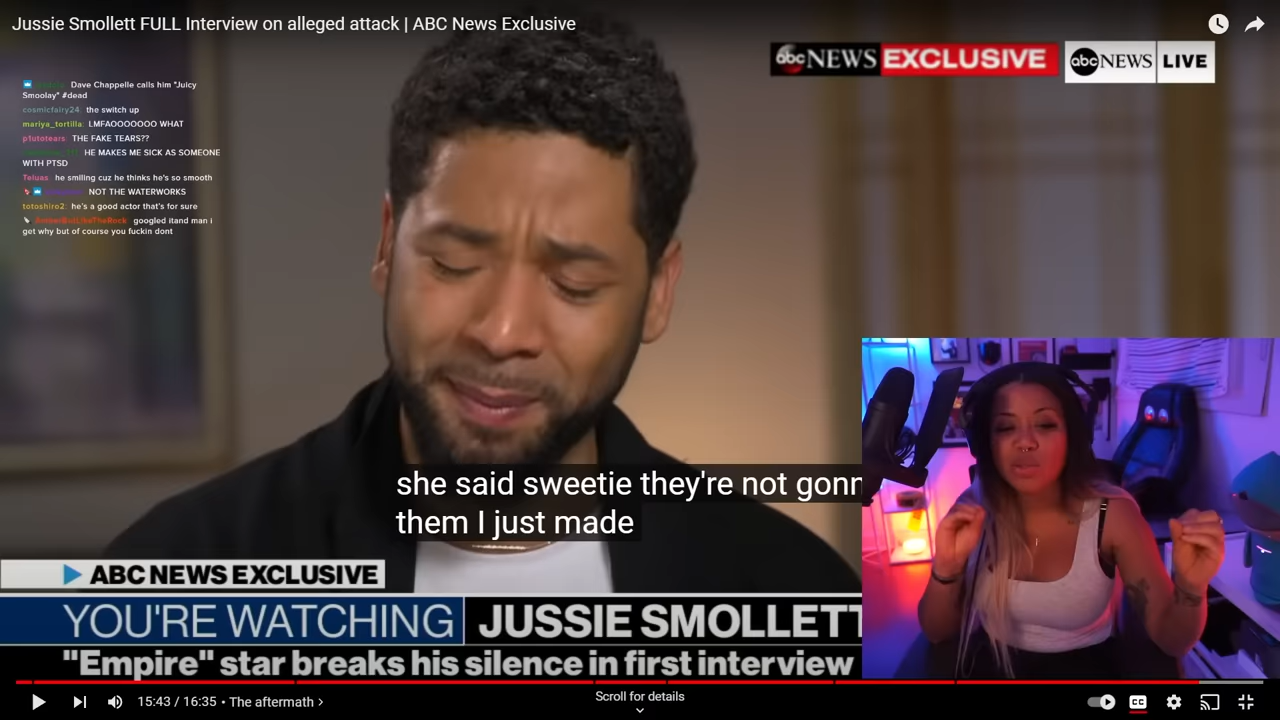 Jussie Smollett FULL Interview on alleged attack | ABC News Exclusive
abc NEWS EXCLUSIVE
abc NEWS LIVE
Dave Chappelle calls him "Juicy
Smoolay" #dead
cosmicfairy24: the switch up
mariya_tortilla: LMFAOOOOOOO WHAT
p1utotears: THE FAKE TEARS??
HE MAKES ME SICK AS SOMEONE
WITH PTSD
Teluas: he smiling cuz he thinks he's so smooth
NOT THE WATERWORKS
totoshiro2: he's a good actor that's for sure
googled itand man i
get why but of course you fuckin dont
she said sweetie they're not gonn
them I just made
ABC NEWS EXCLUSIVE
YOU'RE WATCHING JUSSIE SMOLLETT
"Empire" star breaks his silence in first interview
15:43 / 16:35 • The aftermath >
Scroll for details
CC